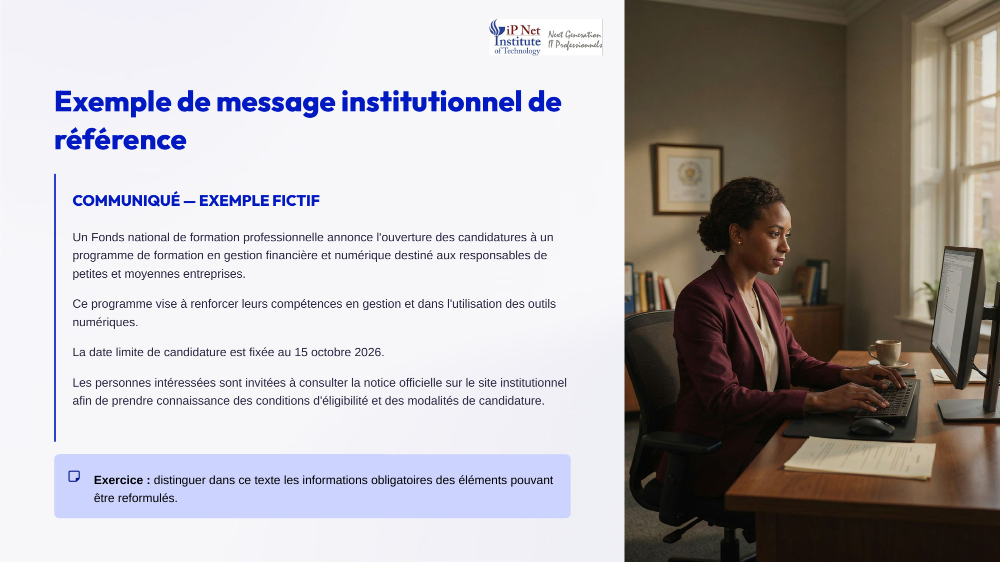 iP Net
Institute
of Technology
Next Generation
IT Professionnels
Exemple de message institutionnel de
référence
COMMUNIQUÉ — EXEMPLE FICTIF
Un Fonds national de formation professionnelle annonce l'ouverture des candidatures à un
programme de formation en gestion financière et numérique destiné aux responsables de
petites et moyennes entreprises.
Ce programme vise à renforcer leurs compétences en gestion et dans l'utilisation des outils
numériques.
La date limite de candidature est fixée au 15 octobre 2026.
Les personnes intéressées sont invitées à consulter la notice officielle sur le site institutionnel
afin de prendre connaissance des conditions d'éligibilité et des modalités de candidature.
Exercice : distinguer dans ce texte les informations obligatoires des éléments pouvant
être reformulés.